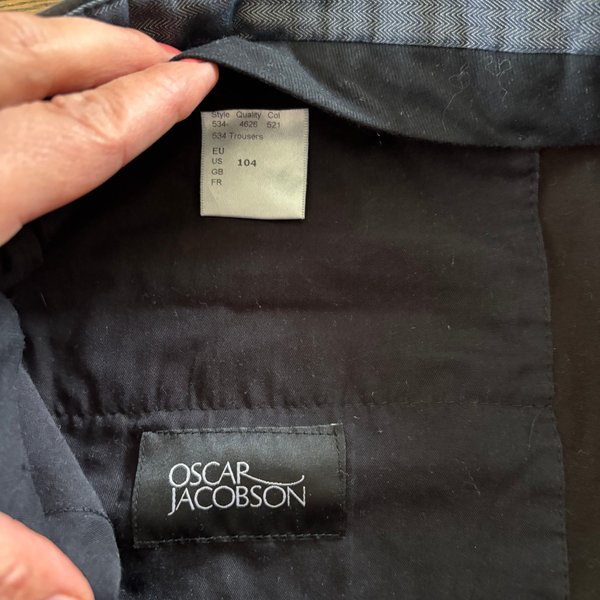 Style Quality Col
534- 4626 521
534 Trousers
EU
US 104
GB
FR
OSCAR
JACOBSON